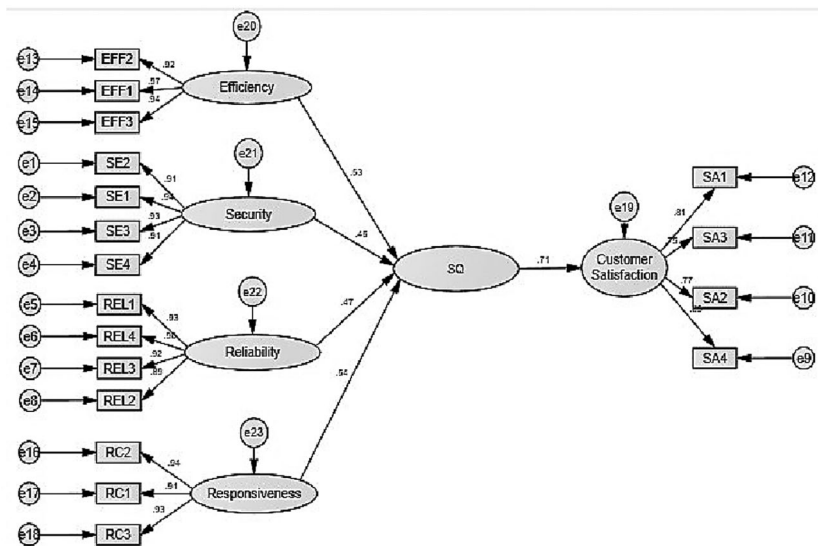 e20
e13 EFF2 .92
e14 EFF1 .97 Efficiency
e15 EFF3 .94
.53
e21
e1 SE2 .91
e2 SE1
e3 SE3 .93 Security
e4 SE4 .91
.45
e22
e5 REL1 .93
e6 REL4
e7 REL3 .92 Reliability
e8 REL2 .89
.47
e23
e16 RC2 .94
e17 RC1 .91 Responsiveness
e18 RC3 .93
.54
SQ .71
e19
Customer
Satisfaction
.81 SA1 e12
SA3 e11
.77 SA2 e10
SA4 e9